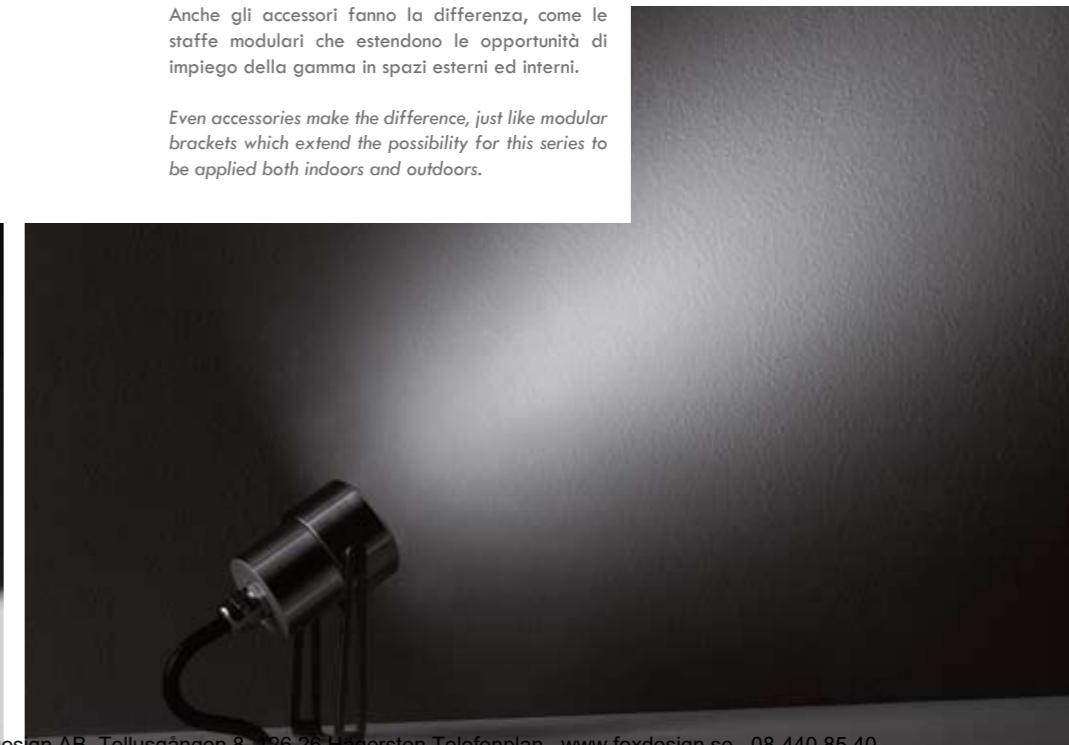 Anche gli accessori fanno la differenza, come le
staffe modulari che estendono le opportunità di
impiego della gamma in spazi esterni ed interni.
Even accessories make the difference, just like modular
brackets which extend the possibility for this series to
be applied both indoors and outdoors.
AB, Tellusgången 8, 126 26 Hägersten Telefonplan www.foxdesign.se 08-440 85 40